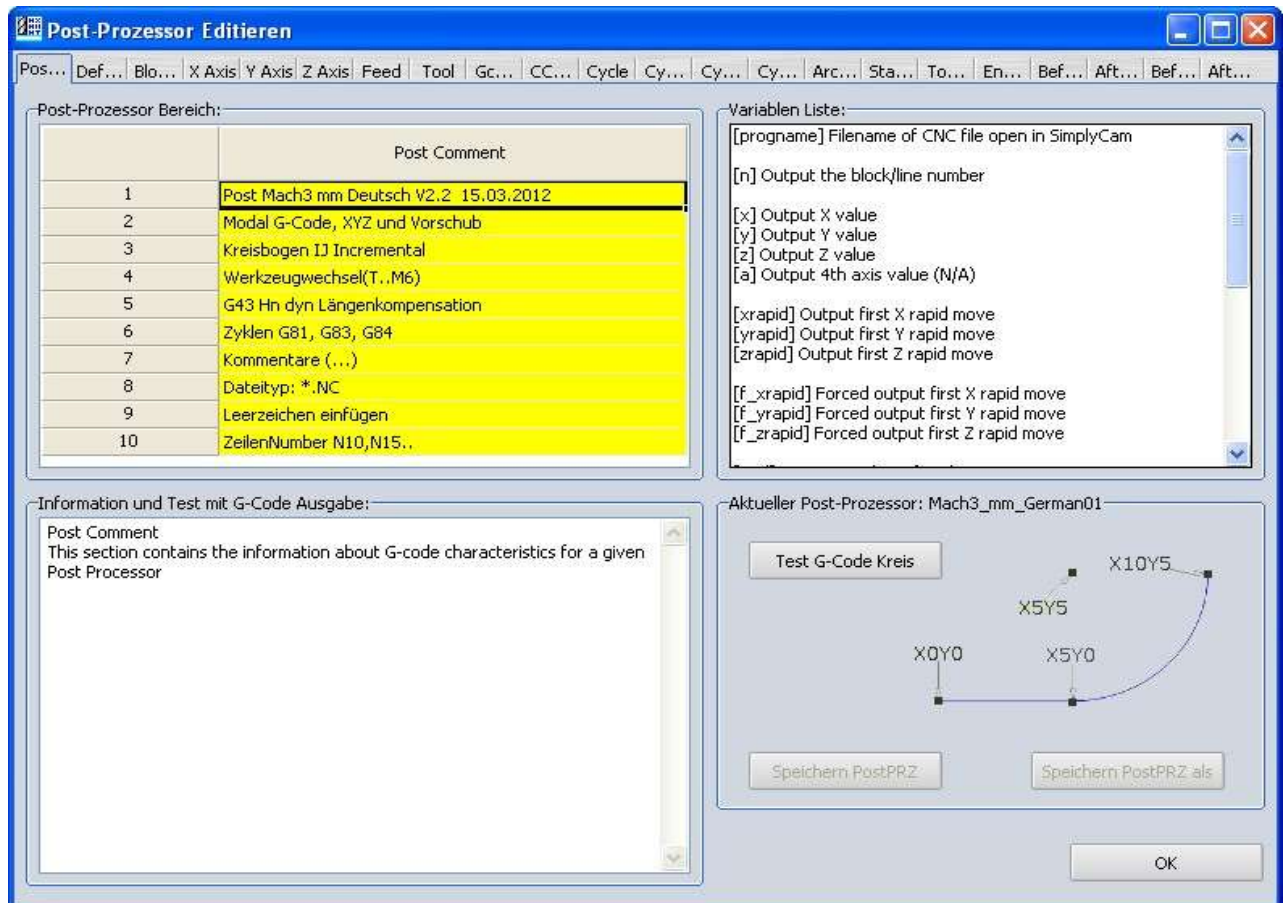 Post-Prozessor Editieren
Pos... Def... Blo... X Axis Y Axis Z Axis Feed Tool Gc... CC... Cycle Cy... Cy... Cy... Arc... Sta... To... En... Bef... Aft... Bef... Aft...
Post-Prozessor Bereich:
Post Comment
1 Post Mach3 mm Deutsch V2.2 15.03.2012
2 Modal G-Code, XYZ und Vorschub
3 Kreisbogen IJ Incremental
4 Werkzeugwechsel(T..M6)
5 G43 Hn dyn Längenkompensation
6 Zyklen G81, G83, G84
7 Kommentare (...)
8 Dateityp: *.NC
9 Leerzeichen einfügen
10 ZeilenNumber N10,N15..
Variablen Liste:
[progname] Filename of CNC file open in SimplyCam
[n] Output the block/line number
[x] Output X value
[y] Output Y value
[z] Output Z value
[a] Output 4th axis value (N/A)
[xrapid] Output first X rapid move
[yrapid] Output first Y rapid move
[zrapid] Output first Z rapid move
[f_xrapid] Forced output first X rapid move
[f_yrapid] Forced output first Y rapid move
[f_zrapid] Forced output first Z rapid move
Information und Test mit G-Code Ausgabe:
Post Comment
This section contains the information about G-code characteristics for a given
Post Processor
Aktueller Post-Prozessor: Mach3_mm_German01
Test G-Code Kreis
X10Y5
X5Y5
X0Y0
X5Y0
Speichern PostPRZ
Speichern PostPRZ als
OK